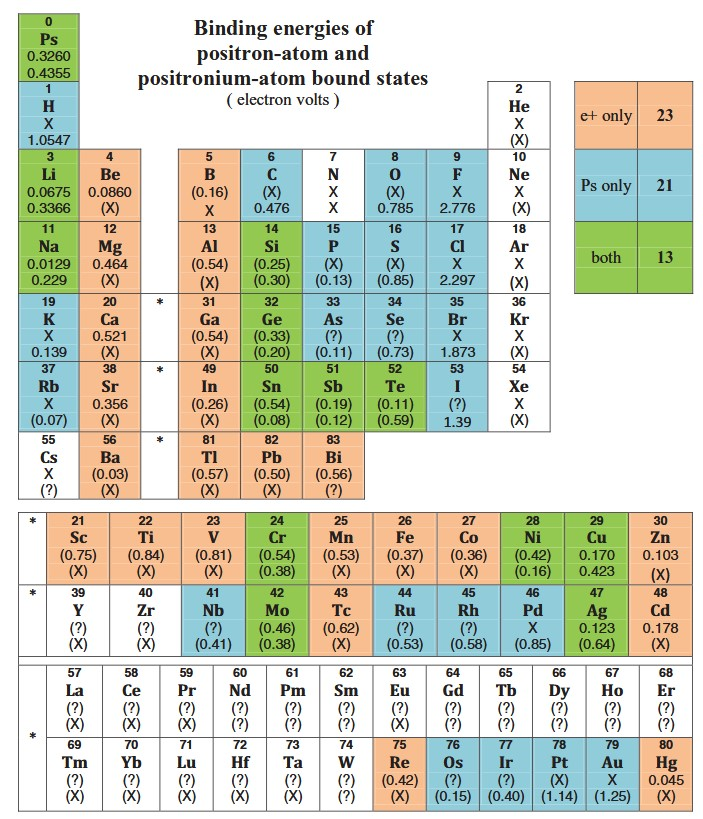 Binding energies of
positron-atom and
positronium-atom bound states
( electron volts )
0
Ps
0.3260
0.4355
1 2
H He
X X
1.0547 (X)
e+ only 23
Ps only 21
both 13
3 4 5 6 7 8 9 10
Li Be B C N O F Ne
0.0675 0.0860 (0.16) (X) X (X) X X
0.3366 (X) X 0.476 X 0.785 2.776 (X)
11 12 13 14 15 16 17 18
Na Mg Al Si P S Cl Ar
0.0129 0.464 (0.54) (0.25) (X) (X) X X
0.229 (X) (X) (0.30) (0.13) (0.85) 2.297 (X)
19 20 * 31 32 33 34 35 36
K Ca Ga Ge As Se Br Kr
X 0.521 (0.54) (0.33) (?) (?) X X
0.139 (X) (X) (0.20) (0.11) (0.73) 1.873 (X)
37 38 * 49 50 51 52 53 54
Rb Sr In Sn Sb Te I Xe
X 0.356 (0.26) (0.54) (0.19) (0.11) (?) X
(0.07) (X) (X) (0.08) (0.12) (0.59) 1.39 (X)
55 56 * 81 82 83
Cs Ba Tl Pb Bi
X (0.03) (0.57) (0.50) (0.56)
(?) (X) (X) (X) (?)
* 21 22 23 24 25 26 27 28 29 30
Sc Ti V Cr Mn Fe Co Ni Cu Zn
(0.75) (0.84) (0.81) (0.54) (0.53) (0.37) (0.36) (0.42) 0.170 0.103
(X) (X) (X) (0.38) (X) (X) (X) (0.16) 0.423 (X)
* 39 40 41 42 43 44 45 46 47 48
Y Zr Nb Mo Tc Ru Rh Pd Ag Cd
(?) (?) (?) (0.46) (0.62) (?) (?) X 0.123 0.178
(X) (X) (0.41) (0.38) (X) (0.53) (0.58) (0.85) (0.64) (X)
57 58 59 60 61 62 63 64 65 66 67 68
La Ce Pr Nd Pm Sm Eu Gd Tb Dy Ho Er
(?) (?) (?) (?) (?) (?) (?) (?) (?) (?) (?) (?)
(X) (X) (X) (?) (?) (?) (X) (?) (?) (?) (?) (?)
*
69 70 71 72 73 74 75 76 77 78 79 80
Tm Yb Lu Hf Ta W Re Os Ir Pt Au Hg
(?) (?) (?) (?) (?) (?) (0.42) (?) (?) (X) X 0.045
(X) (X) (X) (X) (X) (?) (X) (0.15) (0.40) (1.14) (1.25) (X)